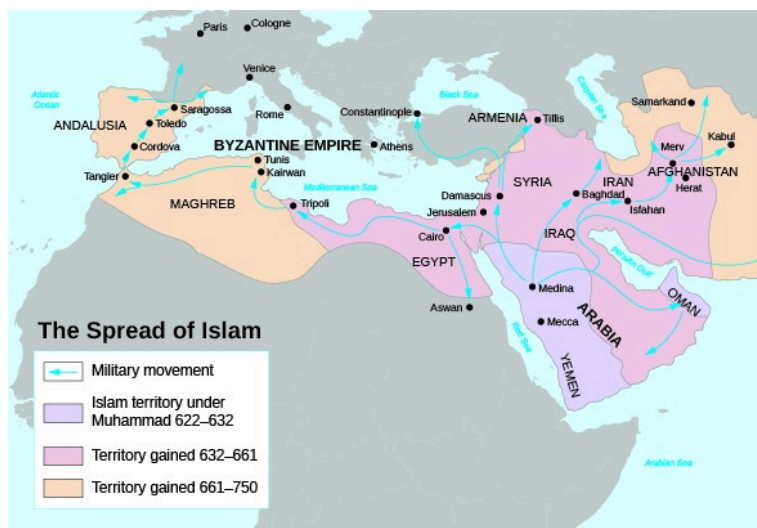 Paris
Cologne
Venice
Atlantic
Ocean
Saragossa
ANDALUSIA
Toledo
Cordova
Rome
Constantinople
Black Sea
Caspian Sea
ARMENIA
Tiflis
Samarkand
BYZANTINE EMPIRE
Athens
Merv
Kabul
Tunis
Tangier
Kairwan
Mediterranean Sea
MAGHREB
Tripoli
Damascus
SYRIA
Jerusalem
Baghdad
IRAN
AFGHANISTAN
Herat
Isfahan
Cairo
IRAQ
EGYPT
Persian Gulf
Aswan
Medina
OMAN
Mecca
ARABIA
Red Sea
YEMEN
Arabian Sea
The Spread of Islam
Military movement
Islam territory under
Muhammad 622–632
Territory gained 632–661
Territory gained 661–750